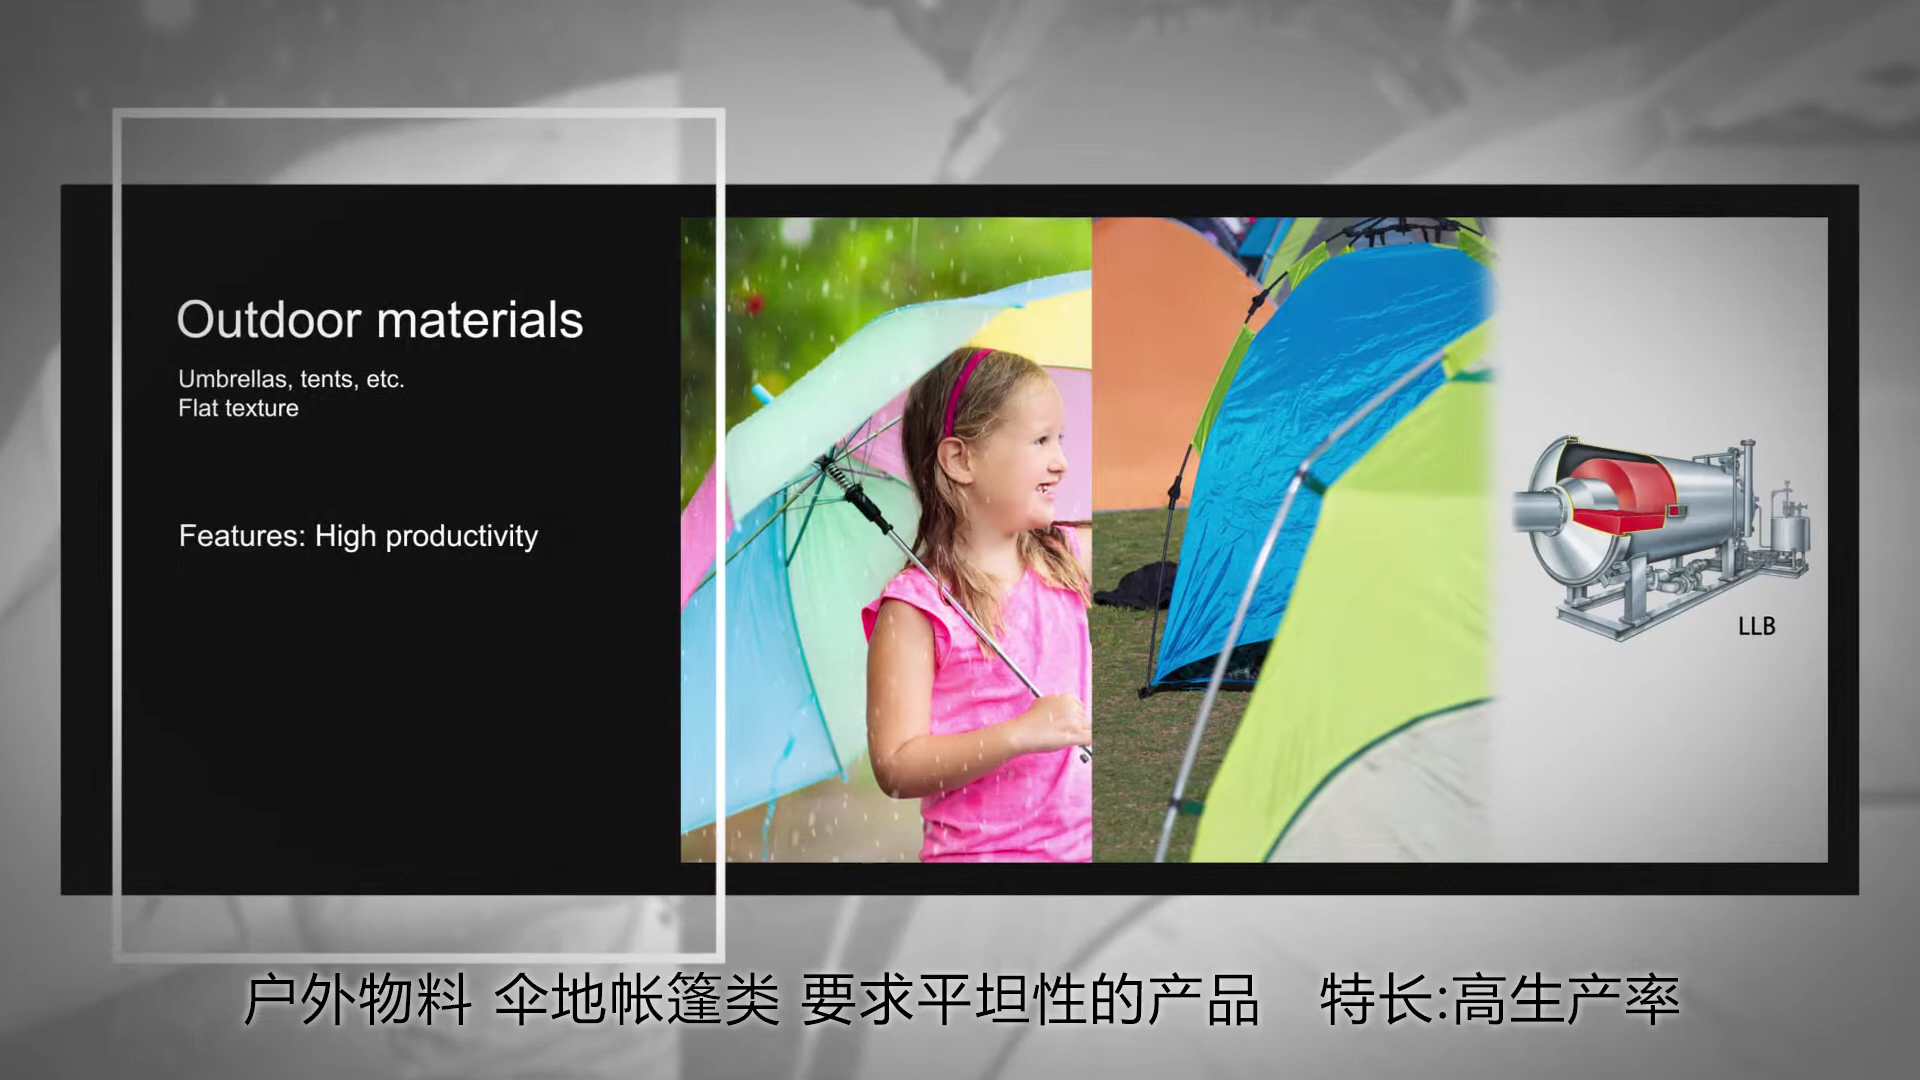 Outdoor materials
Umbrellas, tents, etc.
Flat texture
Features: High productivity
LLB
户外物料 伞地帐篷类 要求平坦性的产品 特长:高生产率